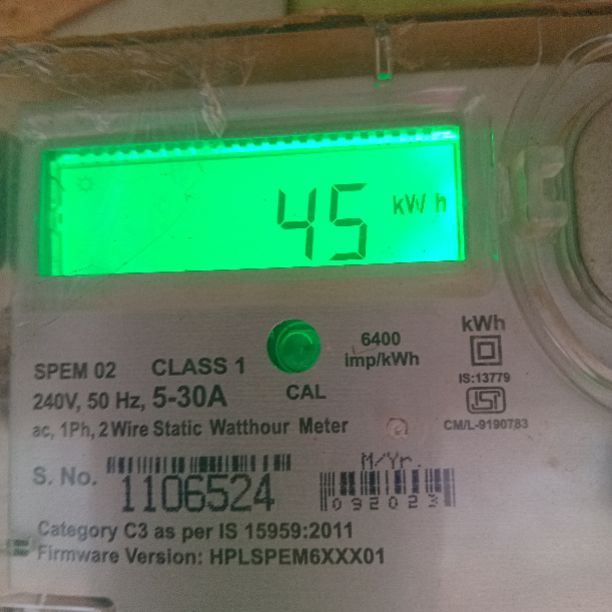 45 kWh
kWh
6400
imp/kWh
SPEM 02 CLASS 1
240V, 50 Hz, 5-30A
CAL
IS:13779
ISI
CM/L-9190783
ac, 1Ph, 2Wire Static Watthour Meter
S. No.
1106524
M/Yr.
092023
Category C3 as per IS 15959:2011
Firmware Version: HPLSPEM6XXX01